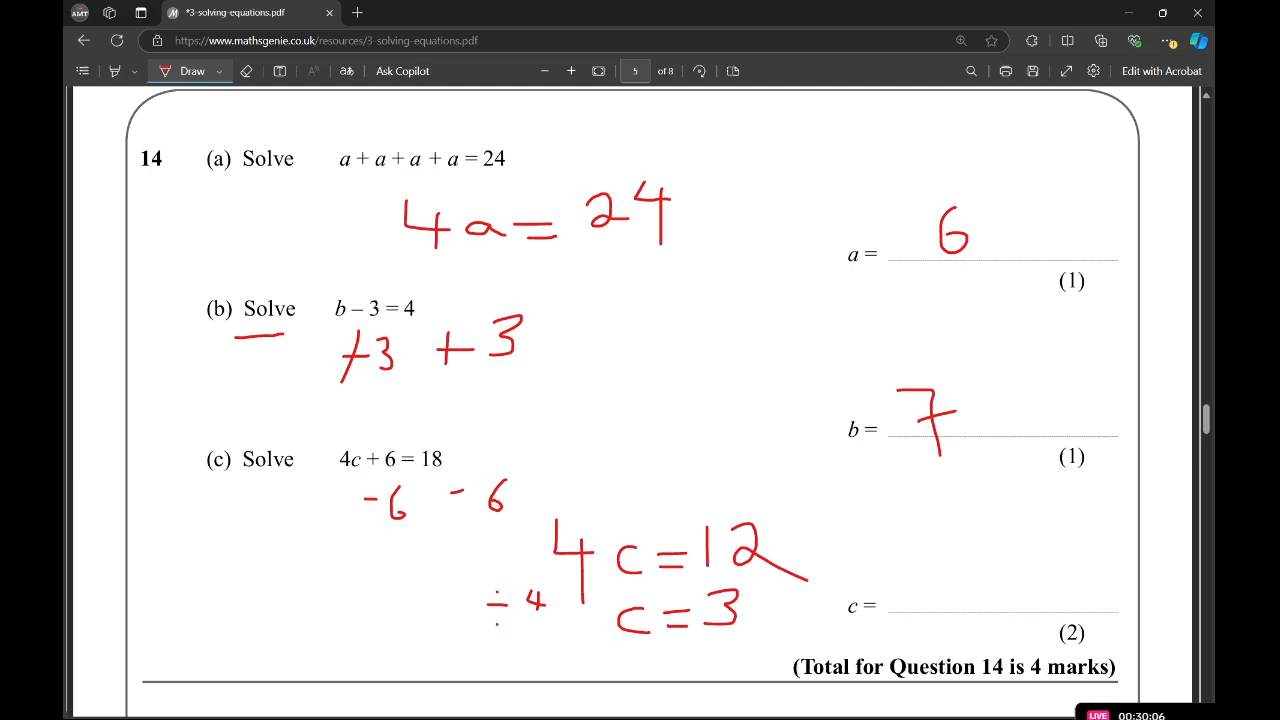 AMT
*3-solving-equations.pdf
https://www.mathsgenie.co.uk/resources/3-solving-equations.pdf
Draw
Ask Copilot
5 of 8
Edit with Acrobat
14 (a) Solve a + a + a + a = 24
4a = 24
a = 6
(1)
(b) Solve b – 3 = 4
+3 +3
b = 7
(1)
(c) Solve 4c + 6 = 18
-6 -6
4c = 12
÷ 4 c = 3
c =
(2)
(Total for Question 14 is 4 marks)
LIVE 00:30:06